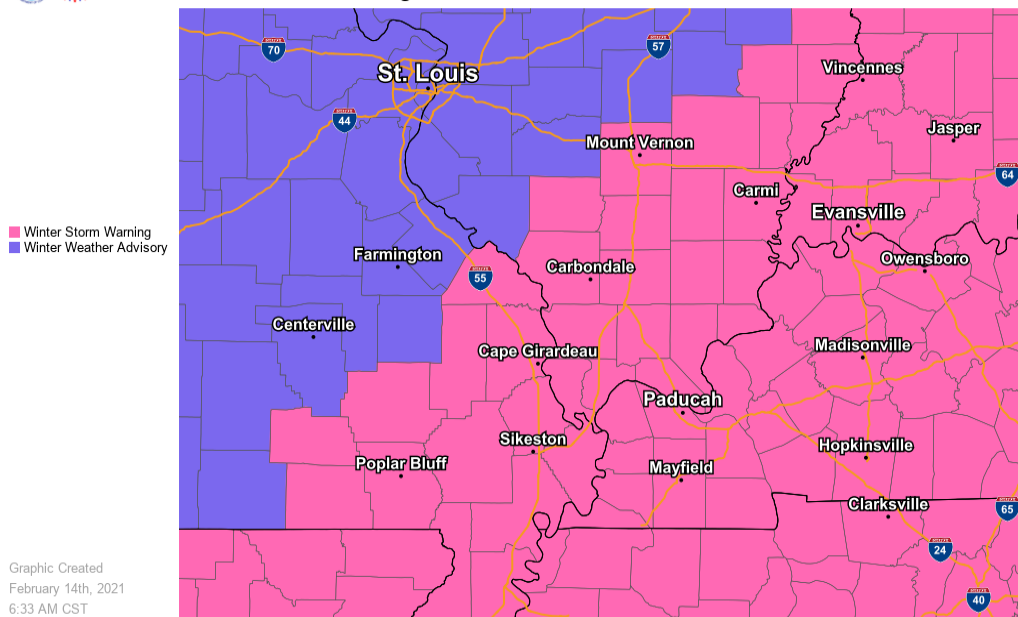 70
57
St. Louis
Vincennes
44
Jasper
Mount Vernon
64
Carmi
Evansville
Winter Storm Warning
Winter Weather Advisory
Farmington
Owensboro
Carbondale
55
Centerville
Madisonville
Cape Girardeau
Paducah
Sikeston
Hopkinsville
Poplar Bluff
Mayfield
Clarksville
65
24
Graphic Created
February 14th, 2021
6:33 AM CST
40